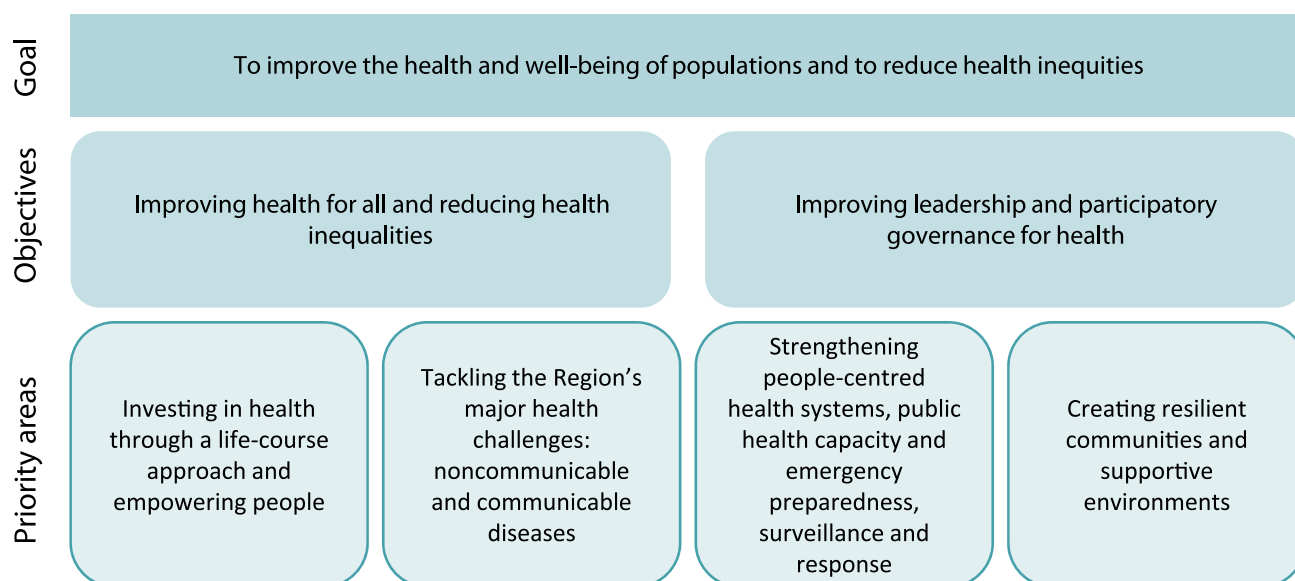 Goal
To improve the health and well-being of populations and to reduce health inequities
Objectives
Improving health for all and reducing health
inequalities
Improving leadership and participatory
governance for health
Priority areas
Investing in health
through a life-course
approach and
empowering people
Tackling the Region’s
major health
challenges:
noncommunicable
and communicable
diseases
Strengthening
people-centred
health systems, public
health capacity and
emergency
preparedness,
surveillance and
response
Creating resilient
communities and
supportive
environments